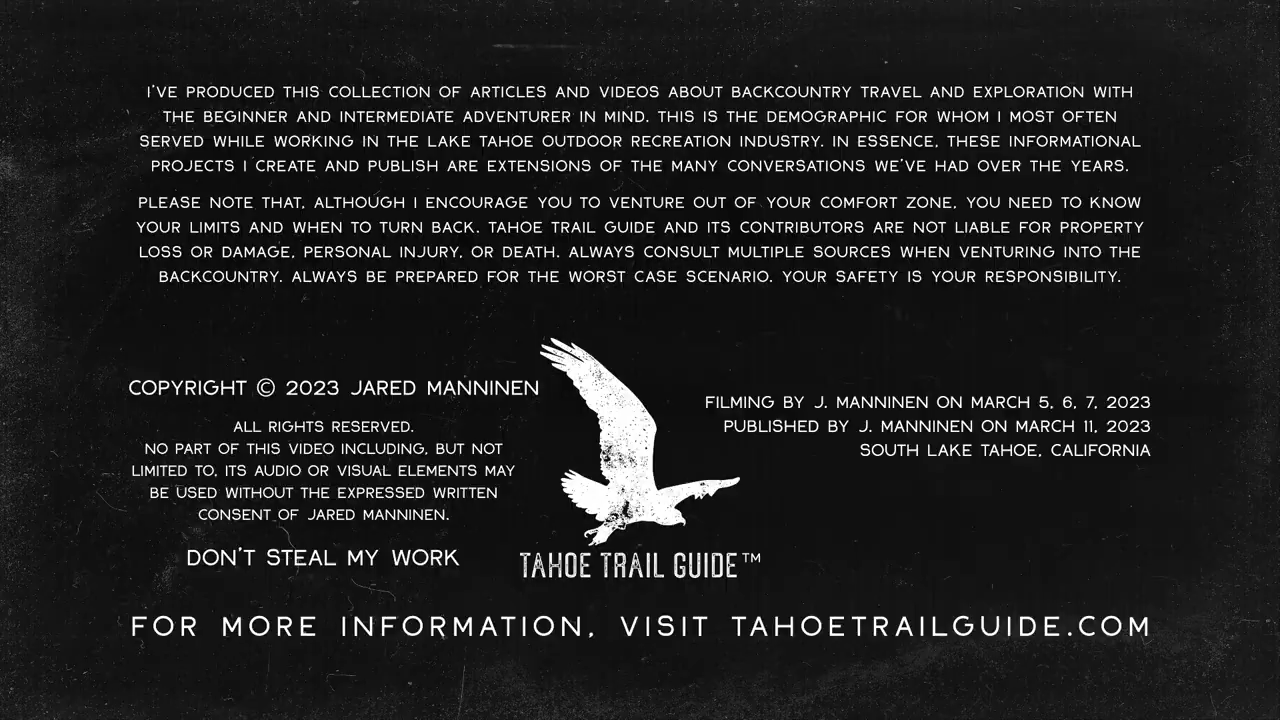 I'VE PRODUCED THIS COLLECTION OF ARTICLES AND VIDEOS ABOUT BACKCOUNTRY TRAVEL AND EXPLORATION WITH
THE BEGINNER AND INTERMEDIATE ADVENTURER IN MIND. THIS IS THE DEMOGRAPHIC FOR WHOM I MOST OFTEN
SERVED WHILE WORKING IN THE LAKE TAHOE OUTDOOR RECREATION INDUSTRY. IN ESSENCE, THESE INFORMATIONAL
PROJECTS I CREATE AND PUBLISH ARE EXTENSIONS OF THE MANY CONVERSATIONS WE'VE HAD OVER THE YEARS.
PLEASE NOTE THAT, ALTHOUGH I ENCOURAGE YOU TO VENTURE OUT OF YOUR COMFORT ZONE, YOU NEED TO KNOW
YOUR LIMITS AND WHEN TO TURN BACK. TAHOE TRAIL GUIDE AND ITS CONTRIBUTORS ARE NOT LIABLE FOR PROPERTY
LOSS OR DAMAGE, PERSONAL INJURY, OR DEATH. ALWAYS CONSULT MULTIPLE SOURCES WHEN VENTURING INTO THE
BACKCOUNTRY. ALWAYS BE PREPARED FOR THE WORST CASE SCENARIO. YOUR SAFETY IS YOUR RESPONSIBILITY.
COPYRIGHT © 2023 JARED MANNINEN
ALL RIGHTS RESERVED.
NO PART OF THIS VIDEO INCLUDING, BUT NOT
LIMITED TO, ITS AUDIO OR VISUAL ELEMENTS MAY
BE USED WITHOUT THE EXPRESSED WRITTEN
CONSENT OF JARED MANNINEN.
DON'T STEAL MY WORK
TAHOE TRAIL GUIDE™
FILMING BY J. MANNINEN ON MARCH 5, 6, 7, 2023
PUBLISHED BY J. MANNINEN ON MARCH 11, 2023
SOUTH LAKE TAHOE, CALIFORNIA
FOR MORE INFORMATION, VISIT TAHOETRAILGUIDE.COM